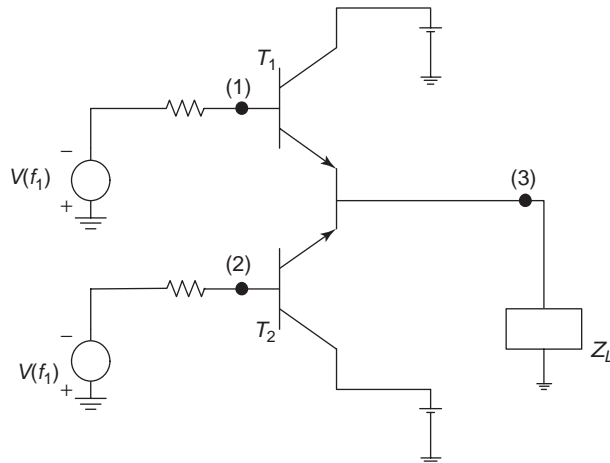 T1
(1)
−
V(f1)
+
(3)
(2)
−
T2
V(f1)
+
ZL